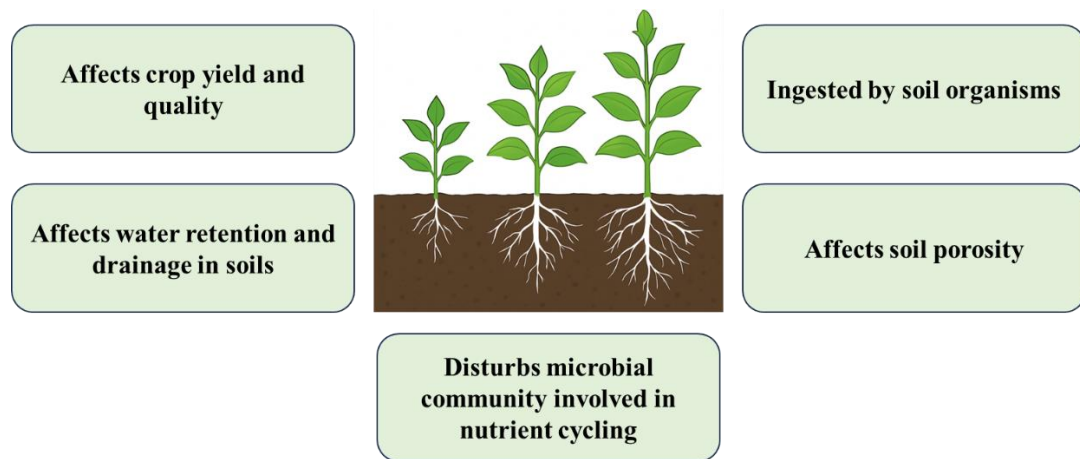 Affects crop yield and
quality
Ingested by soil organisms
Affects water retention and
drainage in soils
Affects soil porosity
Disturbs microbial
community involved in
nutrient cycling